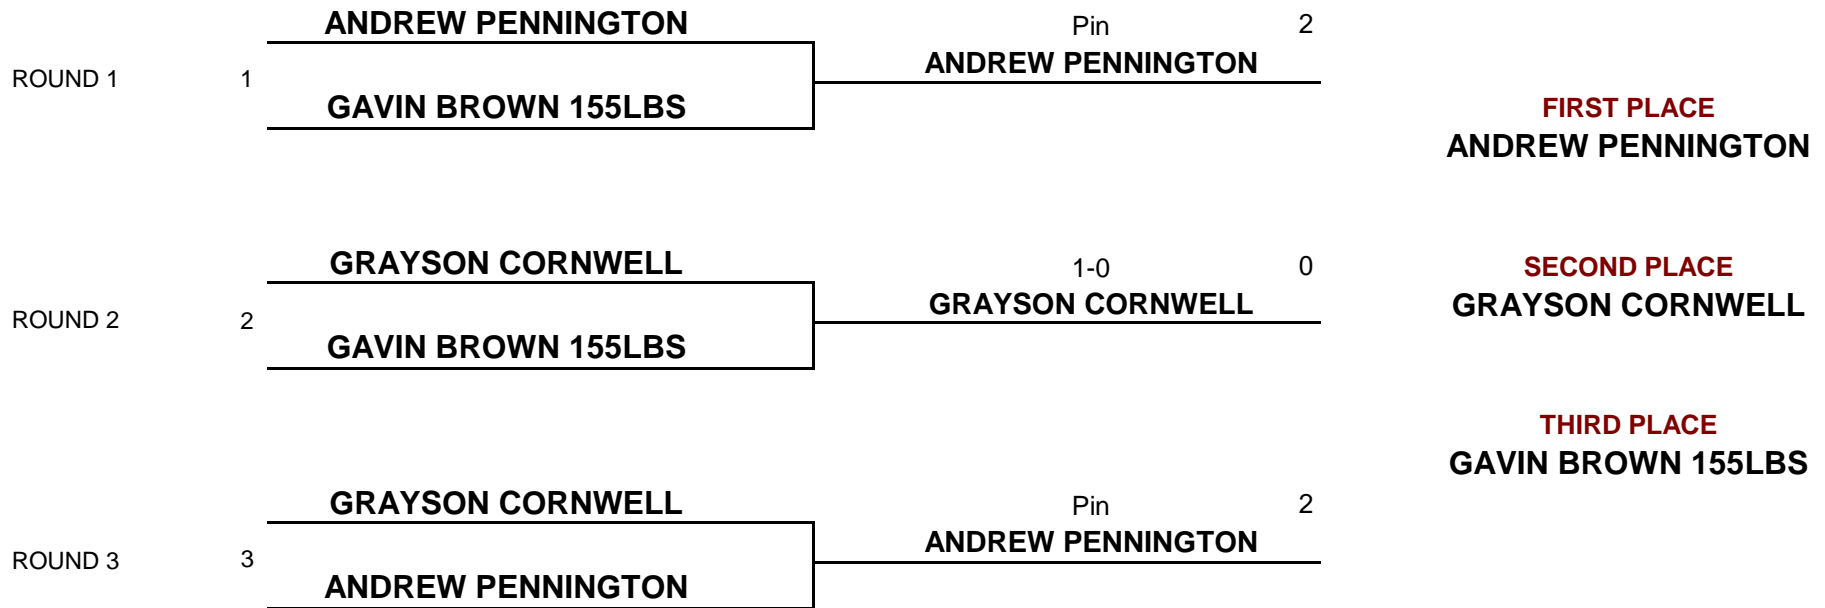 ANDREW PENNINGTON
Pin 2
ANDREW PENNINGTON
ROUND 1 1
GAVIN BROWN 155LBS
FIRST PLACE
ANDREW PENNINGTON
GRAYSON CORNWELL
1-0 0
SECOND PLACE
GRAYSON CORNWELL
GRAYSON CORNWELL
ROUND 2 2
GAVIN BROWN 155LBS
THIRD PLACE
GAVIN BROWN 155LBS
GRAYSON CORNWELL
Pin 2
ANDREW PENNINGTON
ROUND 3 3
ANDREW PENNINGTON